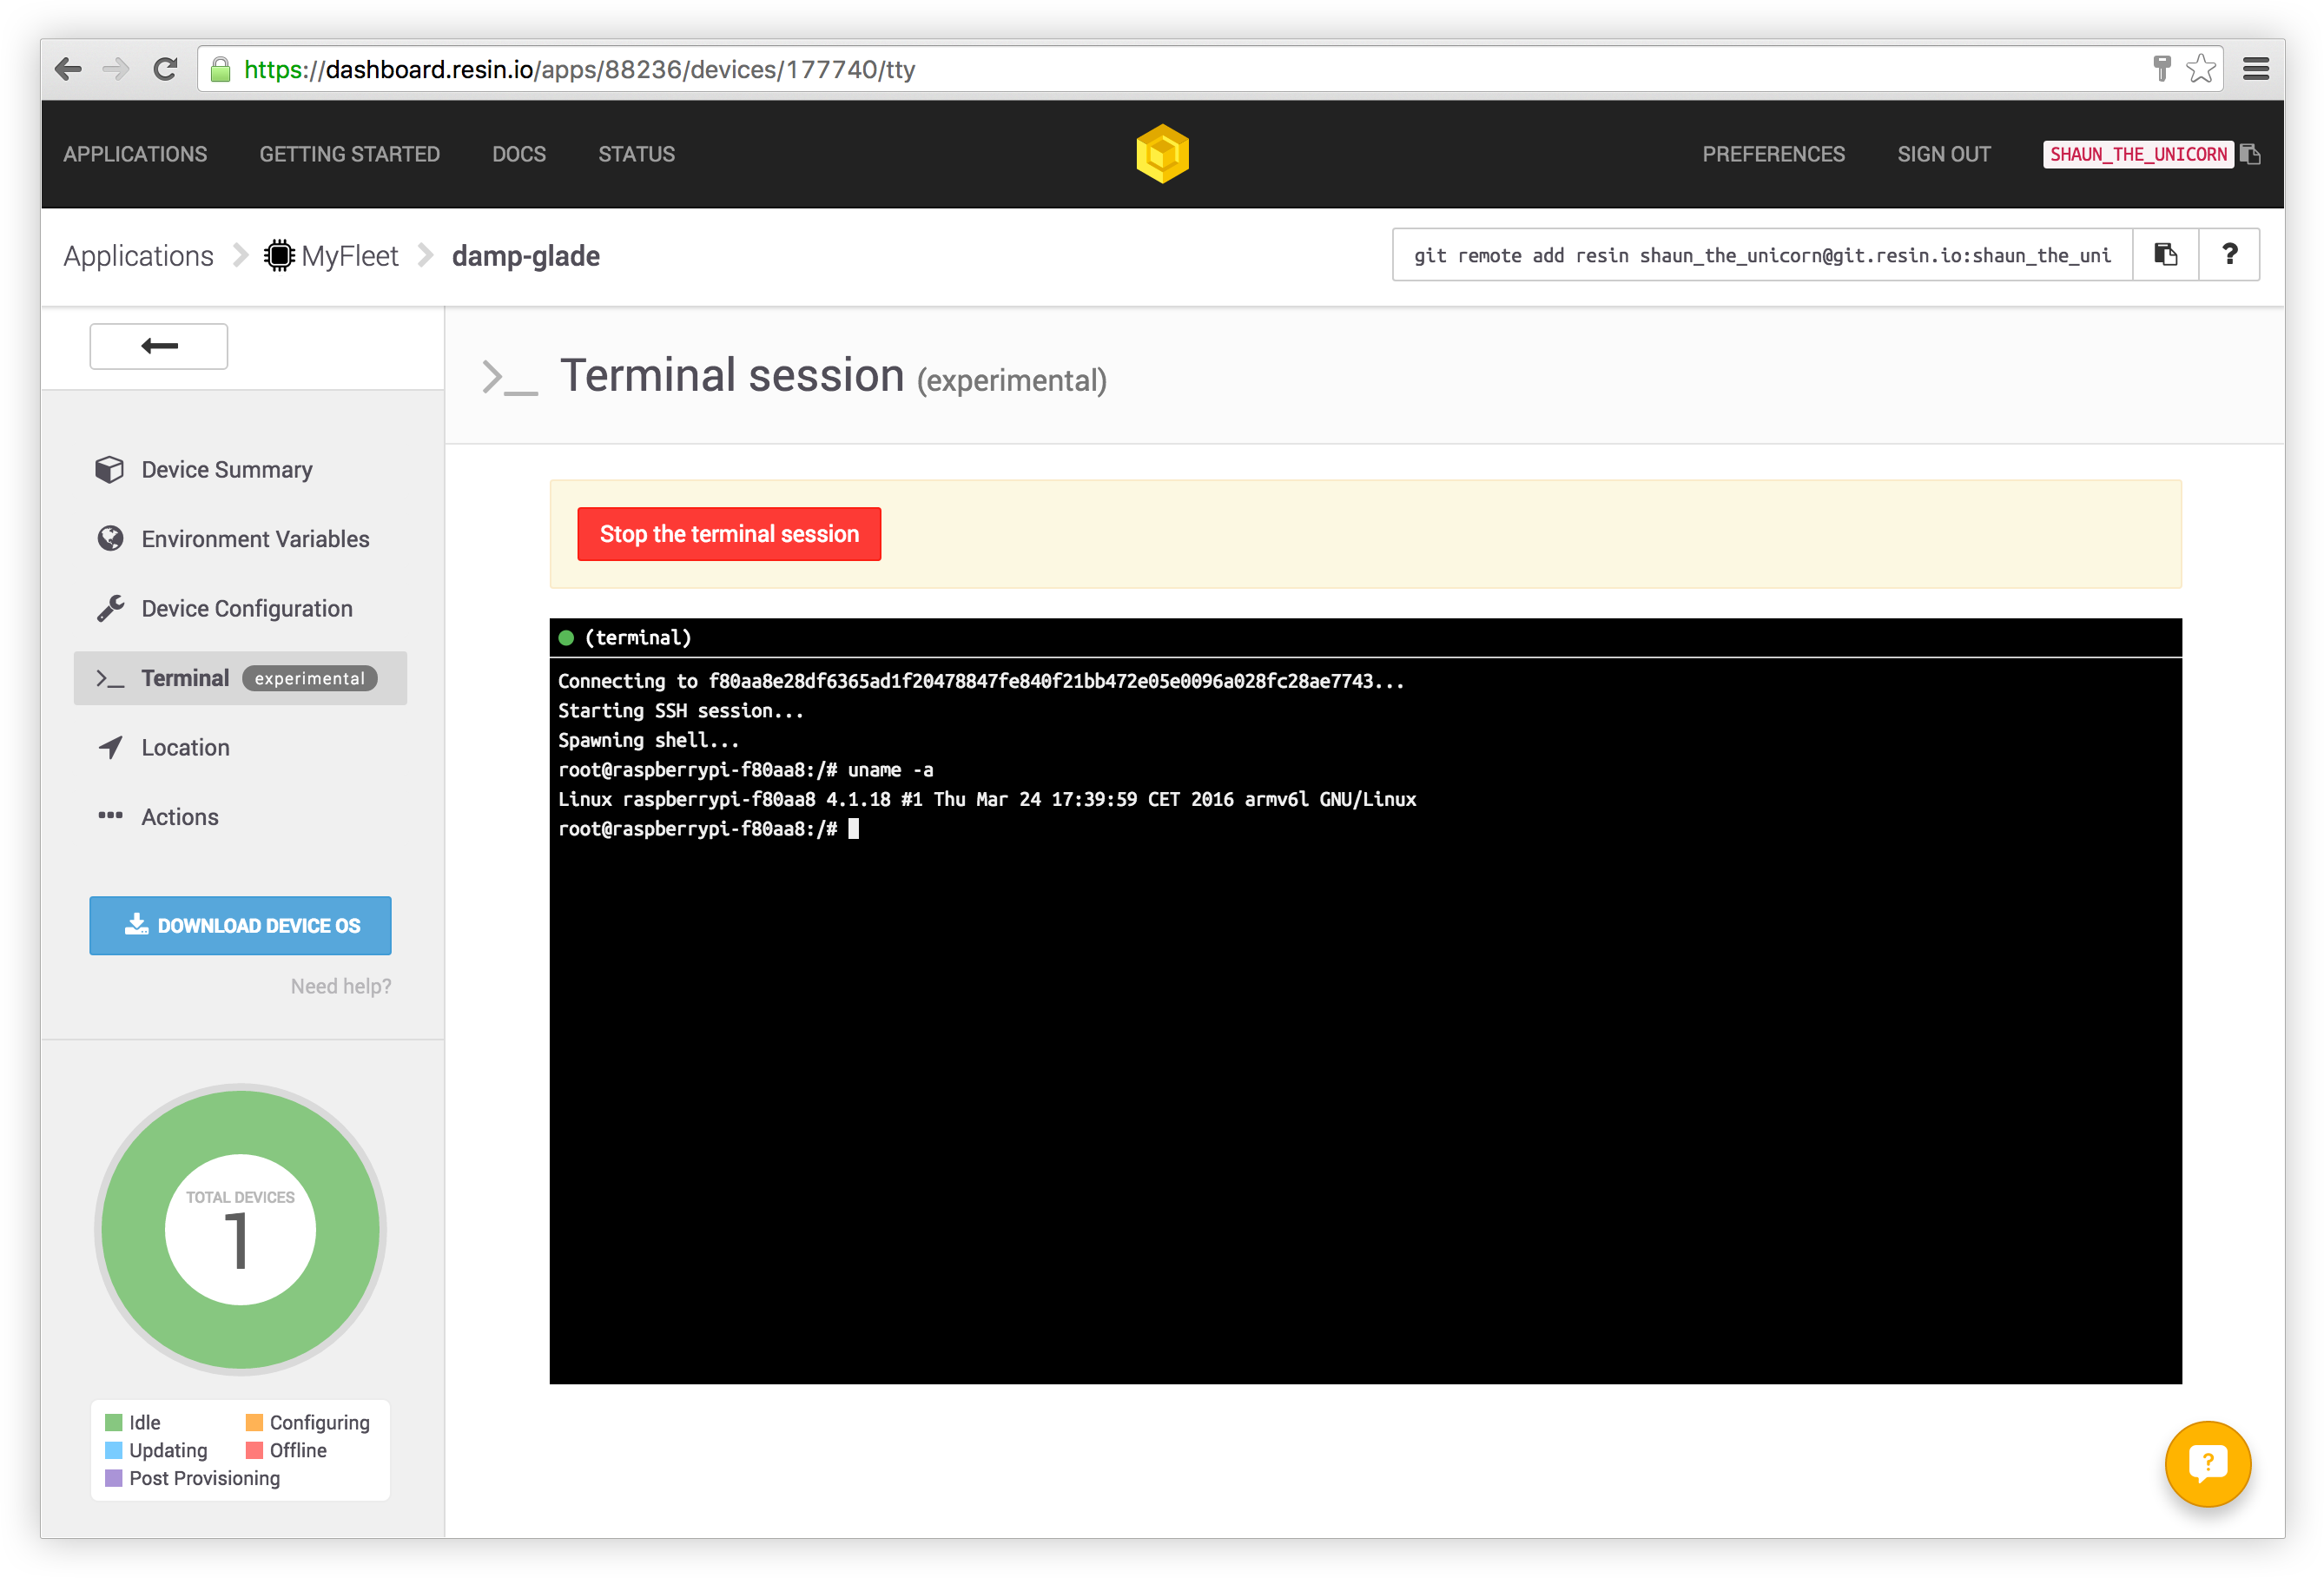 https://dashboard.resin.io/apps/88236/devices/177740/tty
APPLICATIONS GETTING STARTED DOCS STATUS PREFERENCES SIGN OUT SHAUN_THE_UNICORN
Applications MyFleet damp-glade git remote add resin shaun_the_unicorn@git.resin.io:shaun_the_uni ?
>_ Terminal session (experimental)
Device Summary
Environment Variables
Device Configuration
>_ Terminal experimental
Location
Actions
DOWNLOAD DEVICE OS
Need help?
TOTAL DEVICES
1
Idle Configuring
Updating Offline
Post Provisioning
Stop the terminal session
(terminal)
Connecting to f80aa8e28df6365ad1f20478847fe840f21bb472e05e0096a028fc28ae7743...
Starting SSH session...
Spawning shell...
root@raspberrypi-f80aa8:/# uname -a
Linux raspberrypi-f80aa8 4.1.18 #1 Thu Mar 24 17:39:59 CET 2016 armv6l GNU/Linux
root@raspberrypi-f80aa8:/#
?